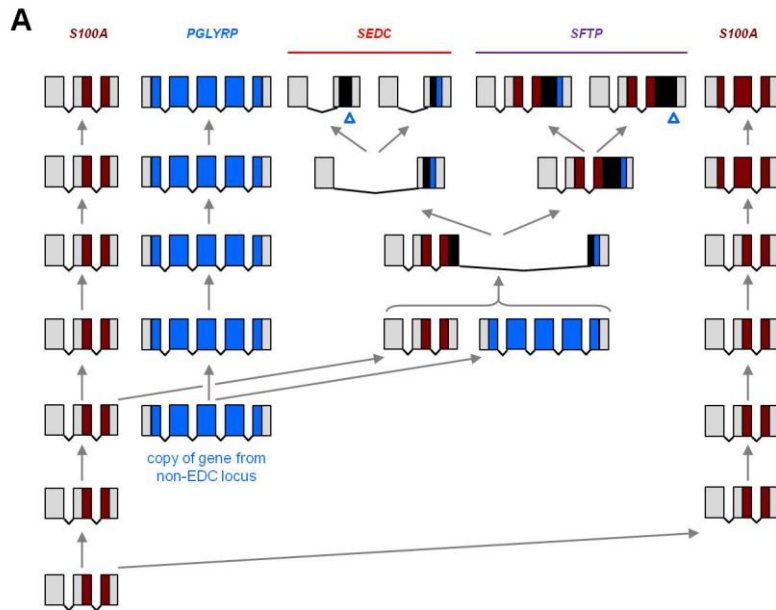 A
S100A PGLYRP SEDC SFTP S100A
copy of gene from
non-EDC locus